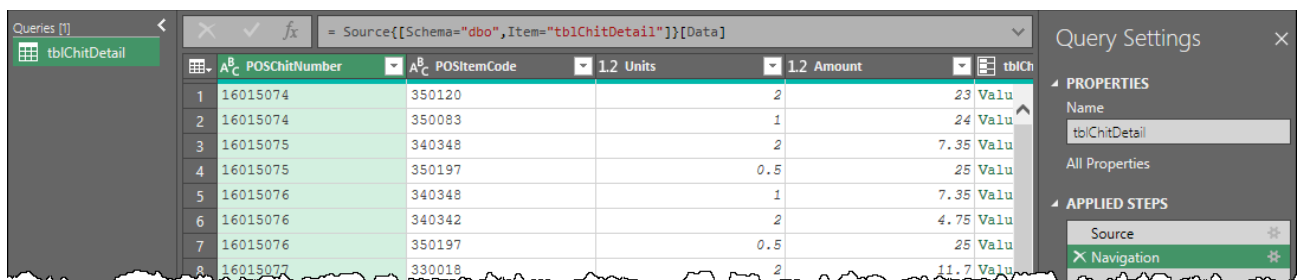 Queries [1]
tblChitDetail
fx = Source{[Schema="dbo",Item="tblChitDetail"]}[Data]
ABC POSChitNumber ABC POSItemCode 1.2 Units 1.2 Amount tblCh
1 16015074 350120 2 23 Valu
2 16015074 350083 1 24 Valu
3 16015075 340348 2 7.35 Valu
4 16015075 350197 0.5 25 Valu
5 16015076 340348 1 7.35 Valu
6 16015076 340342 2 4.75 Valu
7 16015076 350197 0.5 25 Valu
8 16015077 330018 2 11.7 Valu
Query Settings
PROPERTIES
Name
tblChitDetail
All Properties
APPLIED STEPS
Source
Navigation